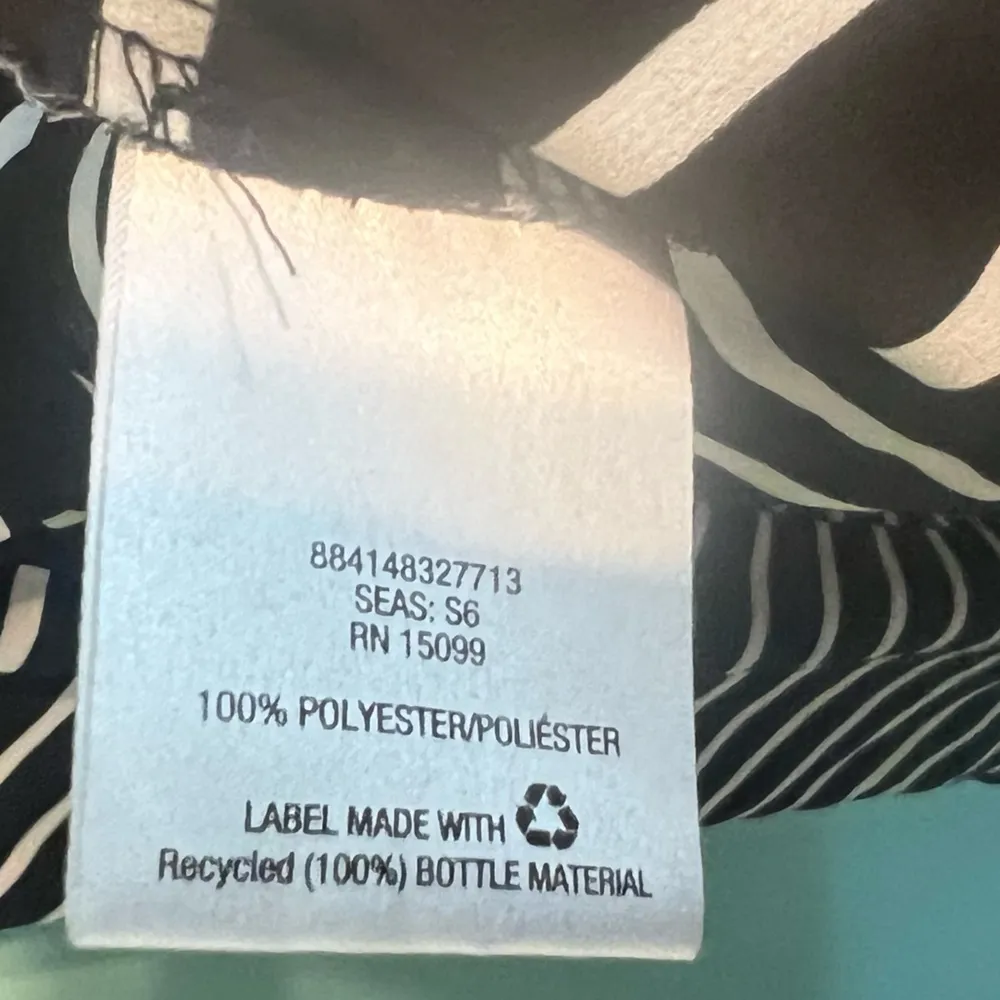 884148327713
SEAS: S6
RN 15099
100% POLYESTER/POLIÉSTER
LABEL MADE WITH
Recycled (100%) BOTTLE MATERIAL